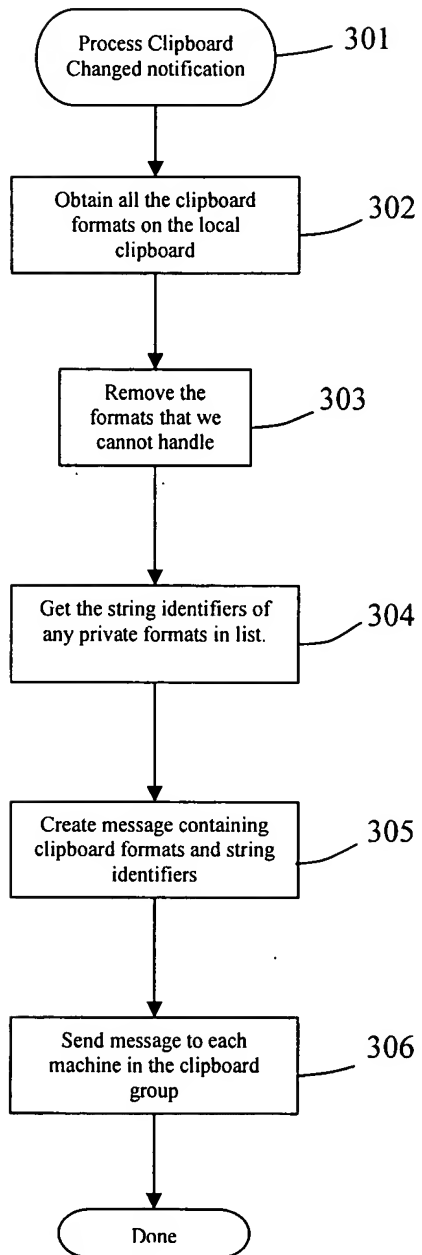 Process Clipboard
Changed notification
301
Obtain all the clipboard
formats on the local
clipboard
302
Remove the
formats that we
cannot handle
303
Get the string identifiers of
any private formats in list.
304
Create message containing
clipboard formats and string
identifiers
305
Send message to each
machine in the clipboard
group
306
Done